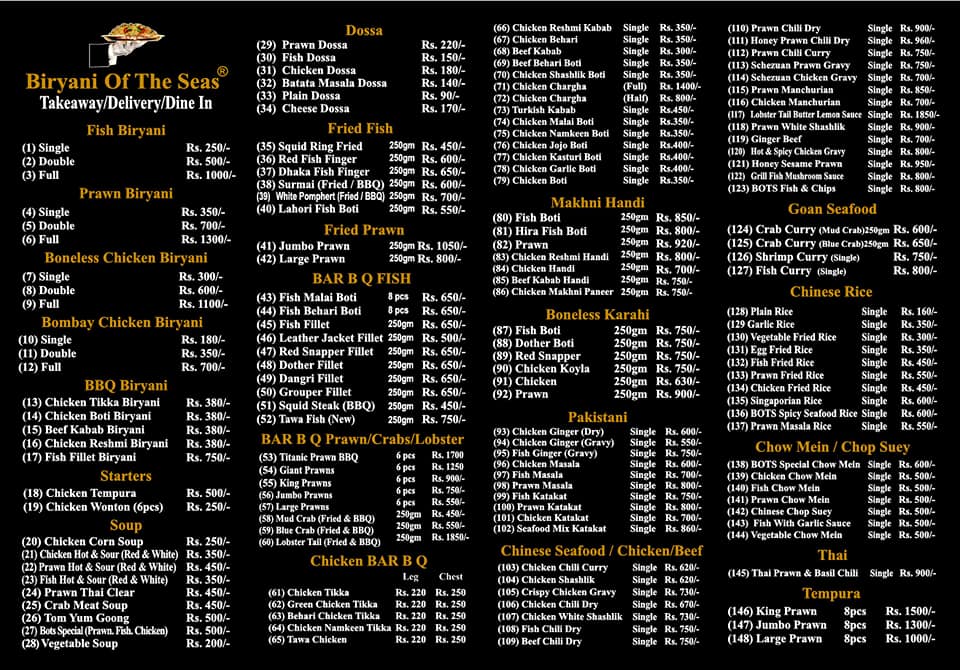 Biryani Of The Seas®
Takeaway/Delivery/Dine In
Fish Biryani
(1) Single Rs. 250/-
(2) Double Rs. 500/-
(3) Full Rs. 1000/-
Prawn Biryani
(4) Single Rs. 350/-
(5) Double Rs. 700/-
(6) Full Rs. 1300/-
Boneless Chicken Biryani
(7) Single Rs. 300/-
(8) Double Rs. 600/-
(9) Full Rs. 1100/-
Bombay Chicken Biryani
(10) Single Rs. 180/-
(11) Double Rs. 350/-
(12) Full Rs. 700/-
BBQ Biryani
(13) Chicken Tikka Biryani Rs. 380/-
(14) Chicken Boti Biryani Rs. 380/-
(15) Beef Kabab Biryani Rs. 380/-
(16) Chicken Reshmi Biryani Rs. 380/-
(17) Fish Fillet Biryani Rs. 750/-
Starters
(18) Chicken Tempura Rs. 500/-
(19) Chicken Wonton (6pcs) Rs. 250/-
Soup
(20) Chicken Corn Soup Rs. 250/-
(21) Chicken Hot & Sour (Red & White) Rs. 350/-
(22) Prawn Hot & Sour (Red & White) Rs. 450/-
(23) Fish Hot & Sour (Red & White) Rs. 350/-
(24) Prawn Thai Clear Rs. 450/-
(25) Crab Meat Soup Rs. 450/-
(26) Tom Yum Goong Rs. 500/-
(27) Bots Special (Prawn. Fish. Chicken) Rs. 500/-
(28) Vegetable Soup Rs. 200/-
Dossa
(29) Prawn Dossa Rs. 220/-
(30) Fish Dossa Rs. 150/-
(31) Chicken Dossa Rs. 180/-
(32) Batata Masala Dossa Rs. 140/-
(33) Plain Dossa Rs. 90/-
(34) Cheese Dossa Rs. 170/-
Fried Fish
(35) Squid Ring Fried 250gm Rs. 450/-
(36) Red Fish Finger 250gm Rs. 600/-
(37) Dhaka Fish Finger 250gm Rs. 650/-
(38) Surmai (Fried / BBQ) 250gm Rs. 600/-
(39) White Pomphert (Fried / BBQ) 250gm Rs. 700/-
(40) Lahori Fish Boti 250gm Rs. 550/-
Fried Prawn
(41) Jumbo Prawn 250gm Rs. 1050/-
(42) Large Prawn 250gm Rs. 800/-
BAR B Q FISH
(43) Fish Malai Boti 8 pcs Rs. 650/-
(44) Fish Behari Boti 8 pcs Rs. 650/-
(45) Fish Fillet 250gm Rs. 650/-
(46) Leather Jacket Fillet 250gm Rs. 500/-
(47) Red Snapper Fillet 250gm Rs. 650/-
(48) Dother Fillet 250gm Rs. 650/-
(49) Dangri Fillet 250gm Rs. 650/-
(50) Grouper Fillet 250gm Rs. 650/-
(51) Squid Steak (BBQ) 250gm Rs. 450/-
(52) Tawa Fish (New) 250gm Rs. 750/-
BAR B Q Prawn/Crabs/Lobster
(53) Titanic Prawn BBQ 6 pcs Rs. 1700
(54) Giant Prawns 6 pcs Rs. 1250
(55) King Prawns 6 pcs Rs. 900/-
(56) Jumbo Prawns 6 pcs Rs. 750/-
(57) Large Prawns 6 pcs Rs. 550/-
(58) Mud Crab (Fried & BBQ) 250gm Rs. 450/-
(59) Blue Crab (Fried & BBQ) 250gm Rs. 550/-
(60) Lobster Tail (Fried & BBQ) 250gm Rs. 1850/-
Chicken BAR B Q
Leg Chest
(61) Chicken Tikka Rs. 220 Rs. 250
(62) Green Chicken Tikka Rs. 220 Rs. 250
(63) Behari Chicken Tikka Rs. 220 Rs. 250
(64) Chicken Namkeen Tikka Rs. 220 Rs. 250
(65) Tawa Chicken Rs. 220 Rs. 250
(66) Chicken Reshmi Kabab Single Rs. 350/-
(67) Chicken Behari Single Rs. 350/-
(68) Beef Kabab Single Rs. 300/-
(69) Beef Behari Boti Single Rs. 350/-
(70) Chicken Shashlik Boti Single Rs. 350/-
(71) Chicken Chargha (Full) Rs. 1400/-
(72) Chicken Chargha (Half) Rs. 800/-
(73) Turkish Kabab Single Rs.450/-
(74) Chicken Malai Boti Single Rs.350/-
(75) Chicken Namkeen Boti Single Rs.350/-
(76) Chicken Jojo Boti Single Rs.400/-
(77) Chicken Kasturi Boti Single Rs.400/-
(78) Chicken Garlic Boti Single Rs.400/-
(79) Chicken Boti Single Rs.350/-
Makhni Handi
(80) Fish Boti 250gm Rs. 850/-
(81) Hira Fish Boti 250gm Rs. 800/-
(82) Prawn 250gm Rs. 920/-
(83) Chicken Reshmi Handi 250gm Rs. 800/-
(84) Chicken Handi 250gm Rs. 700/-
(85) Beef Kabab Handi 250gm Rs. 750/-
(86) Chicken Makhni Paneer 250gm Rs. 750/-
Boneless Karahi
(87) Fish Boti 250gm Rs. 750/-
(88) Dother Boti 250gm Rs. 750/-
(89) Red Snapper 250gm Rs. 750/-
(90) Chicken Koyla 250gm Rs. 750/-
(91) Chicken 250gm Rs. 630/-
(92) Prawn 250gm Rs. 900/-
Pakistani
(93) Chicken Ginger (Dry) Single Rs. 600/-
(94) Chicken Ginger (Gravy) Single Rs. 550/-
(95) Fish Ginger (Gravy) Single Rs. 750/-
(96) Chicken Masala Single Rs. 600/-
(97) Fish Masala Single Rs. 700/-
(98) Prawn Masala Single Rs. 800/-
(99) Fish Katakat Single Rs. 750/-
(100) Prawn Katakat Single Rs. 800/-
(101) Chicken Katakat Single Rs. 700/-
(102) Seafood Mix Katakat Single Rs. 860/-
Chinese Seafood / Chicken/Beef
(103) Chicken Chili Curry Single Rs. 620/-
(104) Chicken Shashlik Single Rs. 620/-
(105) Crispy Chicken Gravy Single Rs. 730/-
(106) Chicken Chili Dry Single Rs. 670/-
(107) Chicken White Shashlik Single Rs. 730/-
(108) Fish Chili Dry Single Rs. 750/-
(109) Beef Chili Dry Single Rs. 750/-
(110) Prawn Chili Dry Single Rs. 900/-
(111) Honey Prawn Chili Dry Single Rs. 960/-
(112) Prawn Chili Curry Single Rs. 750/-
(113) Schezuan Prawn Gravy Single Rs. 750/-
(114) Schezuan Chicken Gravy Single Rs. 700/-
(115) Prawn Manchurian Single Rs. 850/-
(116) Chicken Manchurian Single Rs. 700/-
(117) Lobster Tail Butter Lemon Sauce Single Rs. 1850/-
(118) Prawn White Shashlik Single Rs. 900/-
(119) Ginger Beef Single Rs. 700/-
(120) Hot & Spicy Chicken Gravy Single Rs. 800/-
(121) Honey Sesame Prawn Single Rs. 950/-
(122) Grill Fish Mushroom Sauce Single Rs. 800/-
(123) BOTS Fish & Chips Single Rs. 800/-
Goan Seafood
(124) Crab Curry (Mud Crab)250gm Rs. 600/-
(125) Crab Curry (Blue Crab)250gm Rs. 650/-
(126) Shrimp Curry (Single) Rs. 750/-
(127) Fish Curry (Single) Rs. 800/-
Chinese Rice
(128) Plain Rice Single Rs. 160/-
(129 Garlic Rice Single Rs. 350/-
(130) Vegetable Fried Rice Single Rs. 300/-
(131) Egg Fried Rice Single Rs. 350/-
(132) Fish Fried Rice Single Rs. 450/-
(133) Prawn Fried Rice Single Rs. 550/-
(134) Chicken Fried Rice Single Rs. 450/-
(135) Singaporian Rice Single Rs. 600/-
(136) BOTS Spicy Seafood Rice Single Rs. 600/-
(137) Prawn Masala Rice Single Rs. 550/-
Chow Mein / Chop Suey
(138) BOTS Special Chow Mein Single Rs. 600/-
(139) Chicken Chow Mein Single Rs. 500/-
(140) Fish Chow Mein Single Rs. 500/-
(141) Prawn Chow Mein Single Rs. 500/-
(142) Chinese Chop Suey Single Rs. 500/-
(143) Fish With Garlic Sauce Single Rs. 500/-
(144) Vegetable Chow Mein Single Rs. 500/-
Thai
(145) Thai Prawn & Basil Chili Single Rs. 900/-
Tempura
(146) King Prawn 8pcs Rs. 1500/-
(147) Jumbo Prawn 8pcs Rs. 1300/-
(148) Large Prawn 8pcs Rs. 1000/-